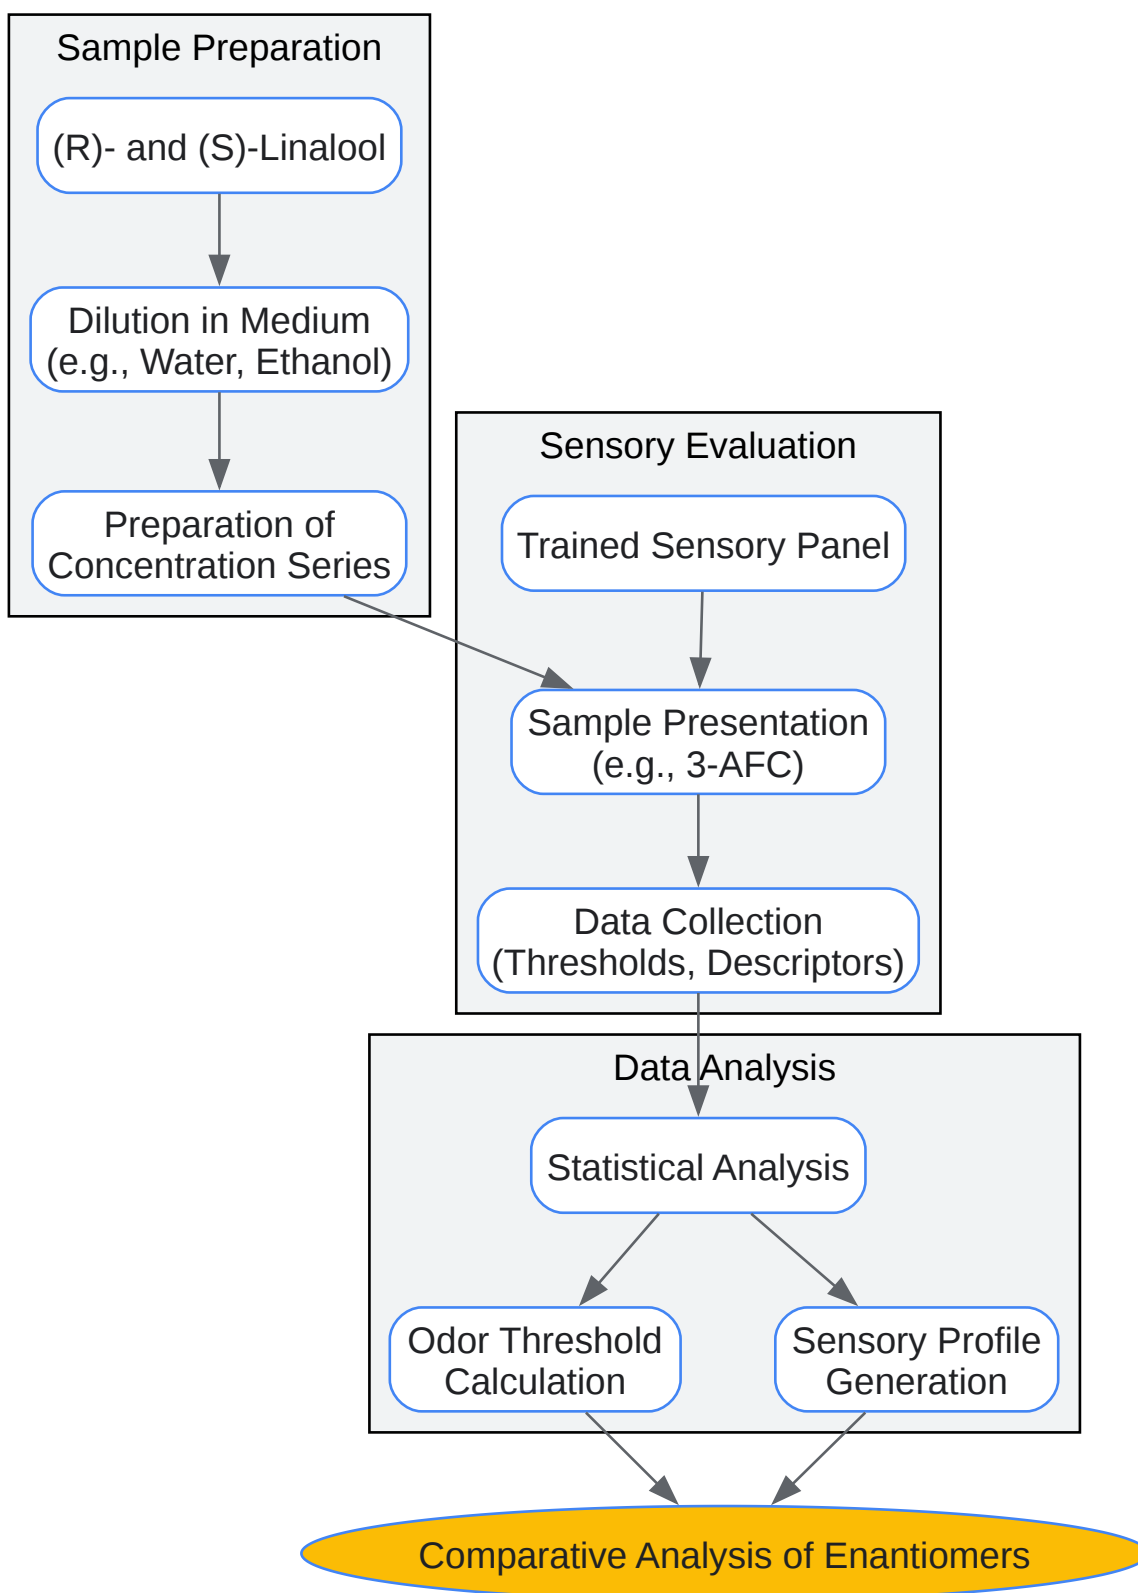 Sample Preparation
(R)- and (S)-Linalool
Dilution in Medium
(e.g., Water, Ethanol)
Preparation of
Concentration Series
Sensory Evaluation
Trained Sensory Panel
Sample Presentation
(e.g., 3-AFC)
Data Collection
(Thresholds, Descriptors)
Data Analysis
Statistical Analysis
Odor Threshold
Calculation
Sensory Profile
Generation
Comparative Analysis of Enantiomers